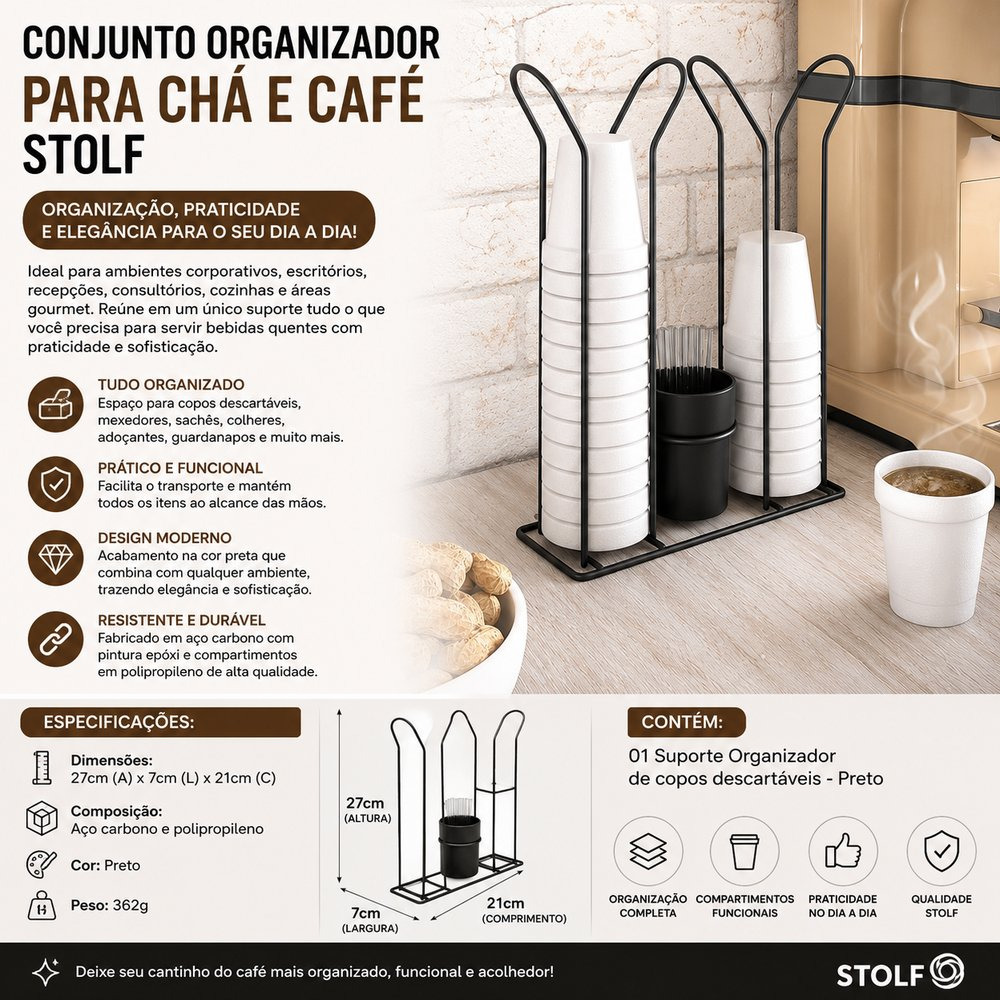 CONJUNTO ORGANIZADOR
PARA CHÁ E CAFÉ
STOLF
ORGANIZAÇÃO, PRATICIDADE
E ELEGÂNCIA PARA O SEU DIA A DIA!
Ideal para ambientes corporativos, escritórios,
recepções, consultórios, cozinhas e áreas
gourmet. Reúne em um único suporte tudo o que
você precisa para servir bebidas quentes com
praticidade e sofisticação.
TUDO ORGANIZADO
Espaço para copos descartáveis,
mexedores, sachês, colheres,
adoçantes, guardanapos e muito mais.
PRÁTICO E FUNCIONAL
Facilita o transporte e mantém
todos os itens ao alcance das mãos.
DESIGN MODERNO
Acabamento na cor preta que
combina com qualquer ambiente,
trazendo elegância e sofisticação.
RESISTENTE E DURÁVEL
Fabricado em aço carbono com
pintura epóxi e compartimentos
em polipropileno de alta qualidade.
ESPECIFICAÇÕES:
Dimensões:
27cm (A) x 7cm (L) x 21cm (C)
Composição:
Aço carbono e polipropileno
Cor: Preto
Peso: 362g
27cm
(ALTURA)
7cm
(LARGURA)
21cm
(COMPRIMENTO)
CONTÉM:
01 Suporte Organizador
de copos descartáveis - Preto
ORGANIZAÇÃO
COMPLETA
COMPARTIMENTOS
FUNCIONAIS
PRATICIDADE
NO DIA A DIA
QUALIDADE
STOLF
Deixe seu cantinho do café mais organizado, funcional e acolhedor!
STOLF